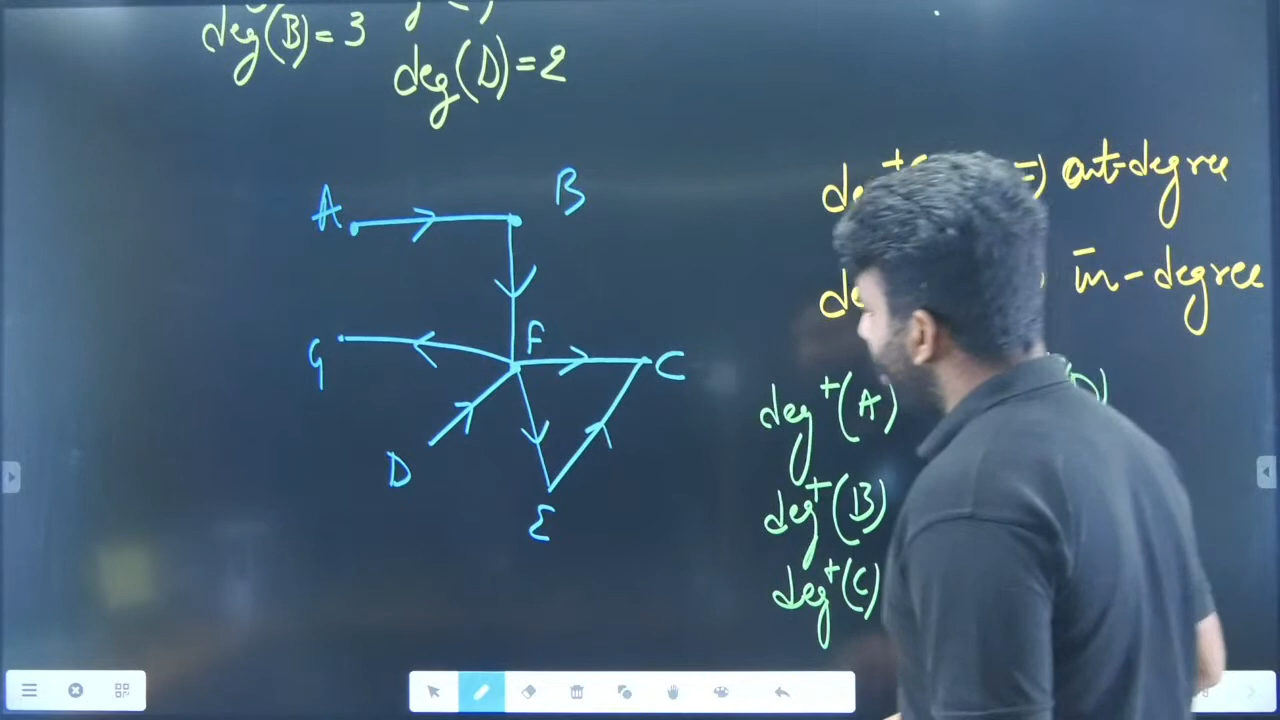 deg(B) = 3
deg(D) = 2
A
B
G
F
C
D
E
⇒ out-degree
in-degree
deg⁺(A)
deg⁺(B)
deg⁺(C)